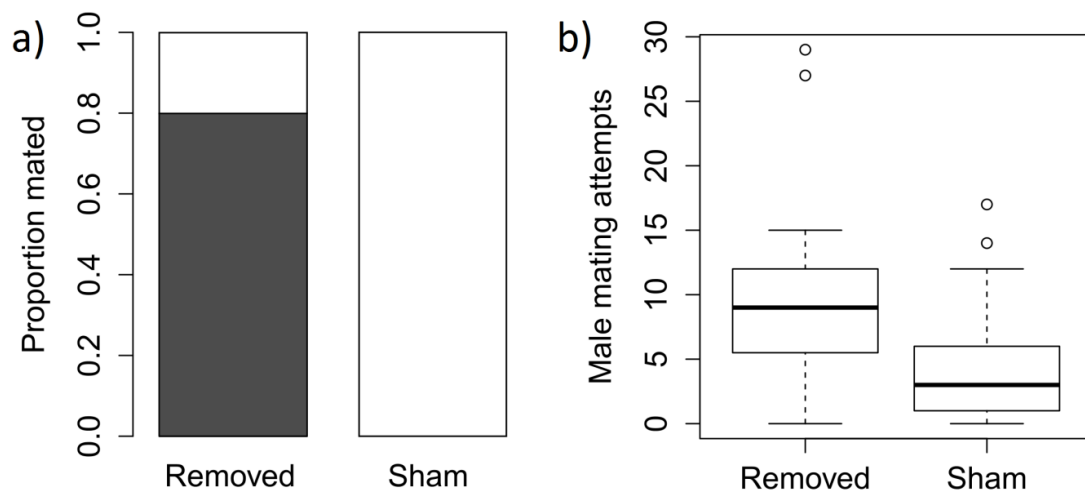 a)
Proportion mated
0.0 0.2 0.4 0.6 0.8 1.0
Removed Sham
b)
Male mating attempts
0 5 10 15 20 25 30
Removed Sham